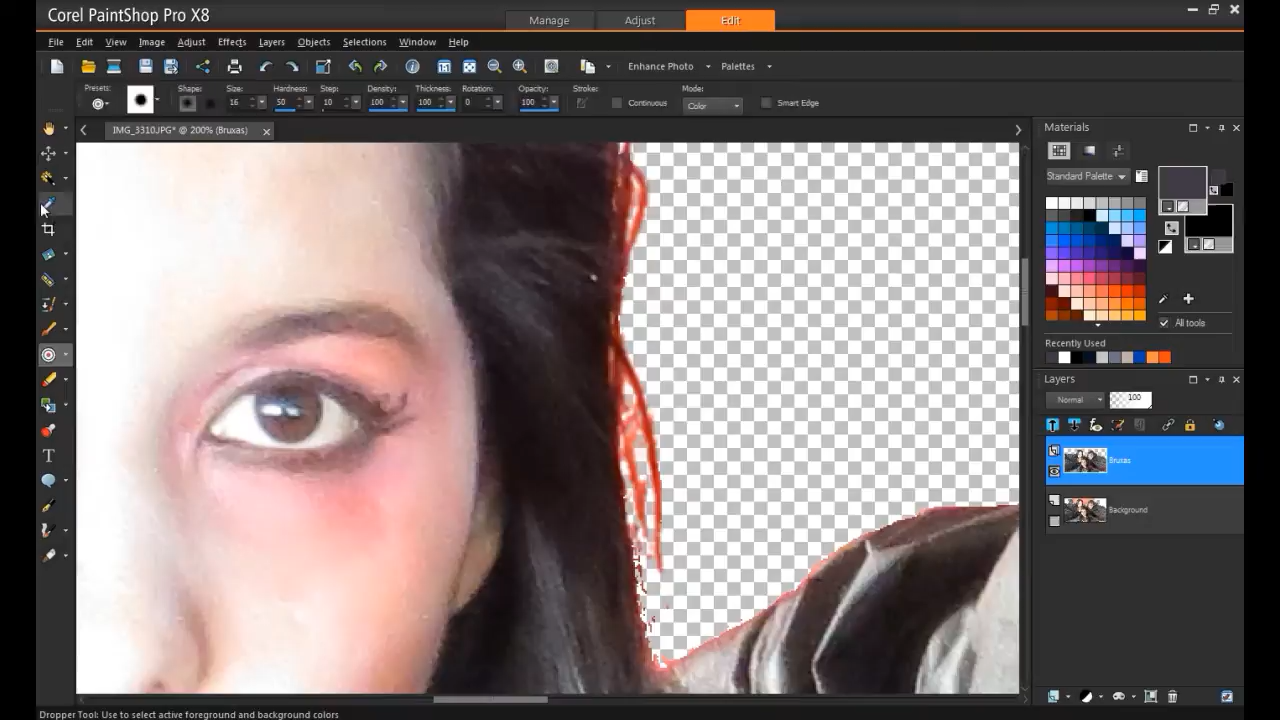 Corel PaintShop Pro X8
Manage Adjust Edit
File Edit View Image Adjust Effects Layers Objects Selections Window Help
Enhance Photo Palettes
Presets: Shape: Size: Hardness: Step: Density: Thickness: Rotation: Opacity: Stroke: Mode:
16 50 10 100 100 0 100 Continuous Color Smart Edge
IMG_3310.JPG* @ 200% (Bruxas)
Materials
Standard Palette
All tools
Recently Used
Layers
Normal 100
Bruxas
Background
Dropper Tool: Use to select active foreground and background colors